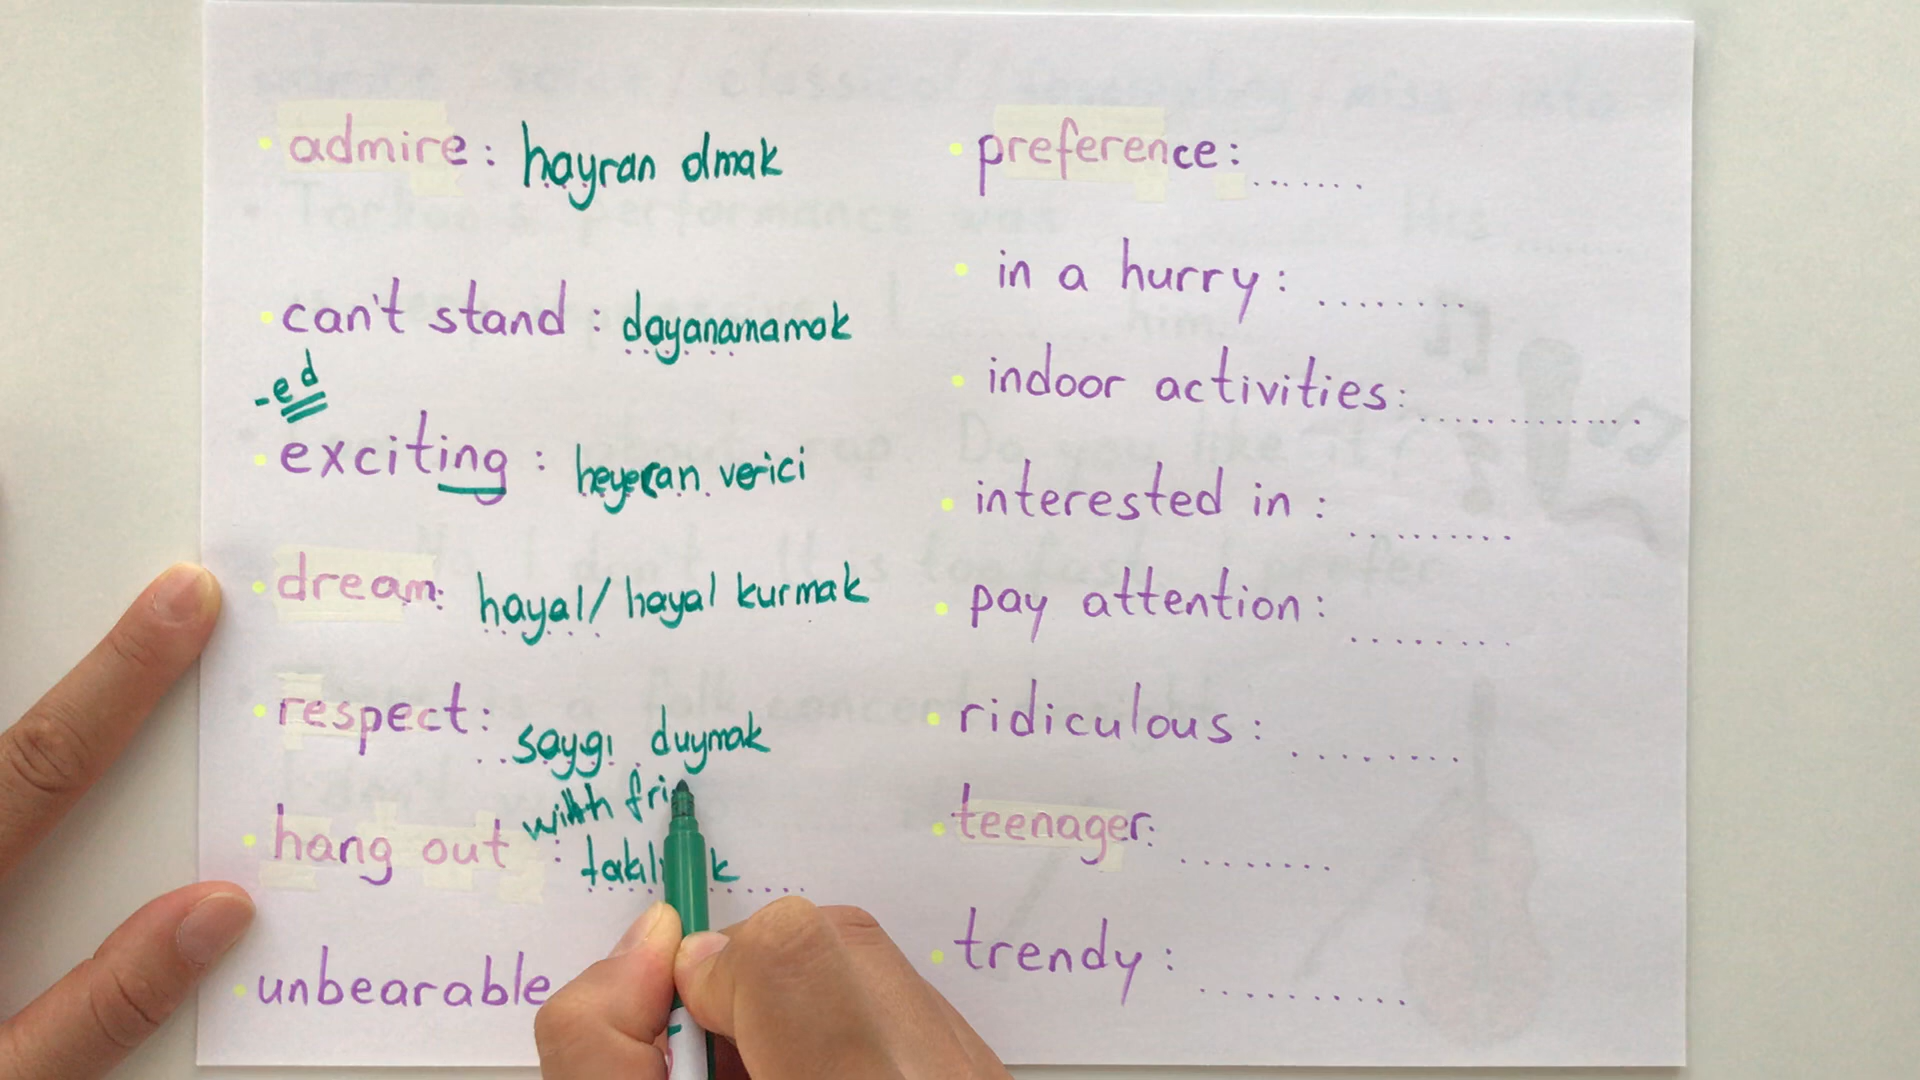 admire: hayran olmak
can't stand: dayanamamak
-ed
exciting: heyecan verici
dream: hayal/ hayal kurmak
respect: saygı duymak
with fri
hang out:
unbearable
preference: .......
in a hurry: ........
indoor activities: .............
interested in: .........
pay attention: ........
ridiculous: ........
teenager: ........
trendy: ..........